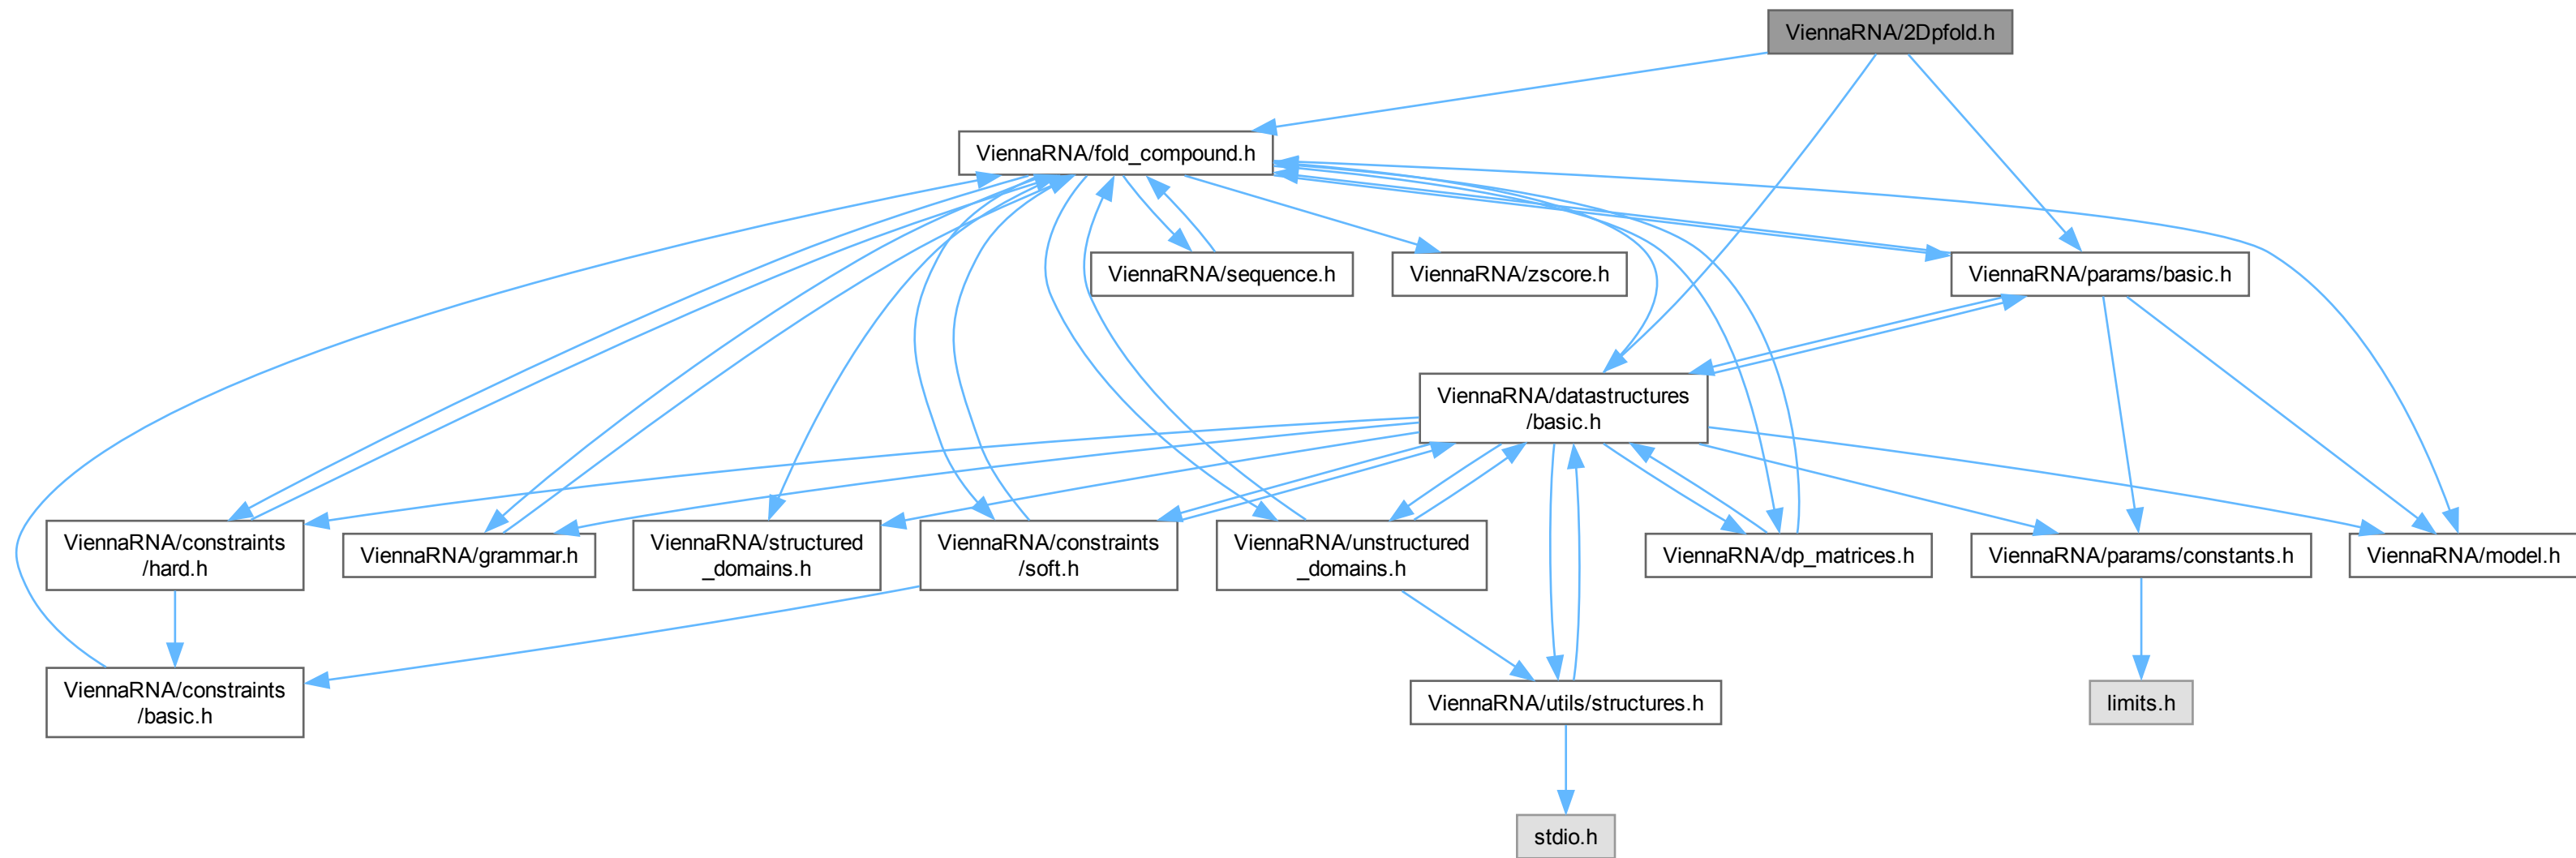 ViennaRNA/2Dpfold.h
ViennaRNA/fold_compound.h
ViennaRNA/sequence.h
ViennaRNA/zscore.h
ViennaRNA/params/basic.h
ViennaRNA/datastructures
/basic.h
ViennaRNA/constraints
/hard.h
ViennaRNA/grammar.h
ViennaRNA/structured
_domains.h
ViennaRNA/constraints
/soft.h
ViennaRNA/unstructured
_domains.h
ViennaRNA/dp_matrices.h
ViennaRNA/params/constants.h
ViennaRNA/model.h
ViennaRNA/constraints
/basic.h
ViennaRNA/utils/structures.h
limits.h
stdio.h